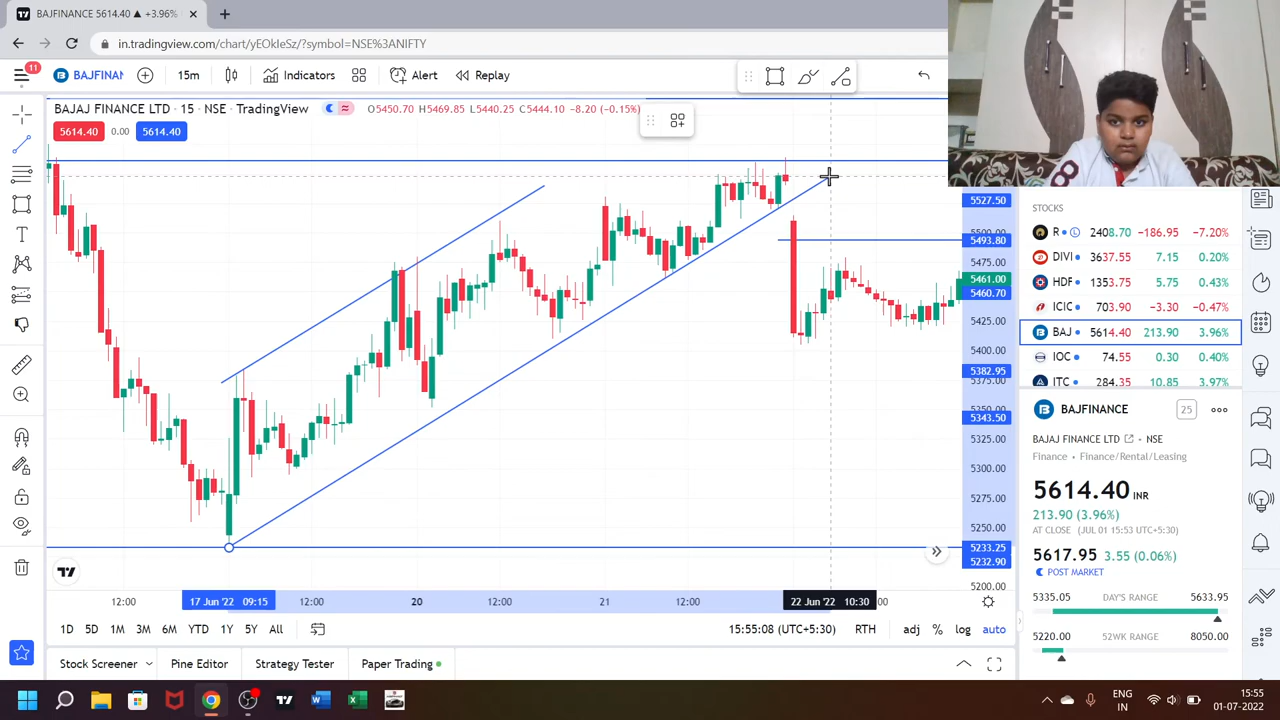 BAJFINANCE 5614.40 ▲ +3.96%
in.tradingview.com/chart/yEOkIeSz/?symbol=NSE%3ANIFTY
11
BAJFINAN
15m
Indicators
Alert
Replay
BAJAJ FINANCE LTD · 15 · NSE · TradingView
O5450.70 H5469.85 L5440.25 C5444.10 −8.20 (−0.15%)
5614.40
0.00
5614.40
5527.50
5500.00
5493.80
5475.00
5461.00
5460.70
5425.00
5400.00
5382.95
5375.00
5343.50
5325.00
5300.00
5275.00
5250.00
5233.25
5232.90
5200.00
12:00
17 Jun '22 09:15
12:00
20
12:00
21
12:00
22 Jun '22 10:30
:00
1D
5D
1M
3M
6M
YTD
1Y
5Y
All
15:55:08 (UTC+5:30)
RTH
adj
%
log
auto
Stock Screener
Pine Editor
Strategy Tester
Paper Trading
8
STOCKS
R L 2408.70 −186.95 −7.20%
DIVI 3637.55 7.15 0.20%
HDF 1353.75 5.75 0.43%
ICIC 703.90 −3.30 −0.47%
BAJ 5614.40 213.90 3.96%
IOC 74.55 0.30 0.40%
ITC 284.35 10.85 3.97%
BAJFINANCE
25
BAJAJ FINANCE LTD · NSE
Finance · Finance/Rental/Leasing
5614.40 INR
213.90 (3.96%)
AT CLOSE (JUL 01 15:53 UTC+5:30)
5617.95 3.55 (0.06%)
POST MARKET
5335.05 DAY'S RANGE 5633.95
5220.00 52WK RANGE 8050.00
ENG
IN
15:55
01-07-2022